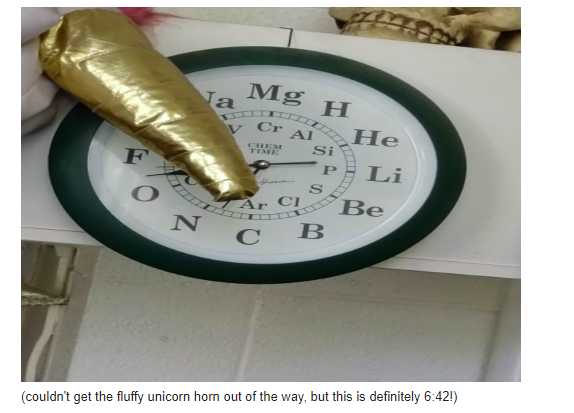 Na Mg H
V Cr Al He
CHEM
TIME
Si
F P Li
O S
Ar Cl Be
N C B
(couldn't get the fluffy unicorn horn out of the way, but this is definitely 6:42!)